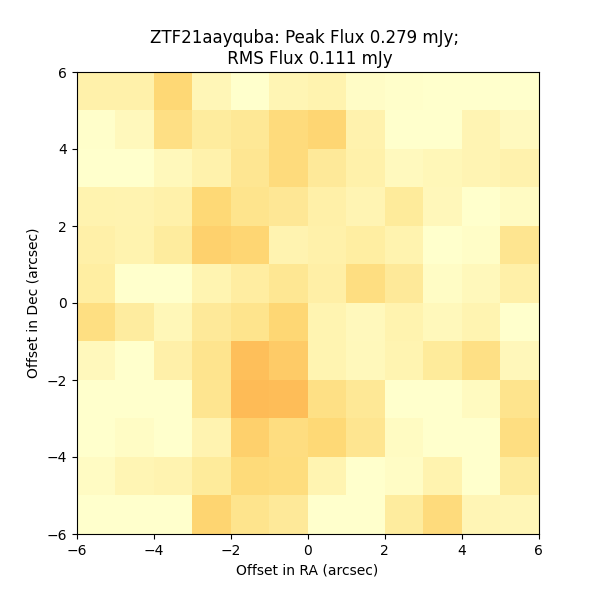 ZTF21aayquba: Peak Flux 0.279 mJy;
RMS Flux 0.111 mJy
6
4
2
0
−2
−4
−6
Offset in Dec (arcsec)
−6 −4 −2 0 2 4 6
Offset in RA (arcsec)